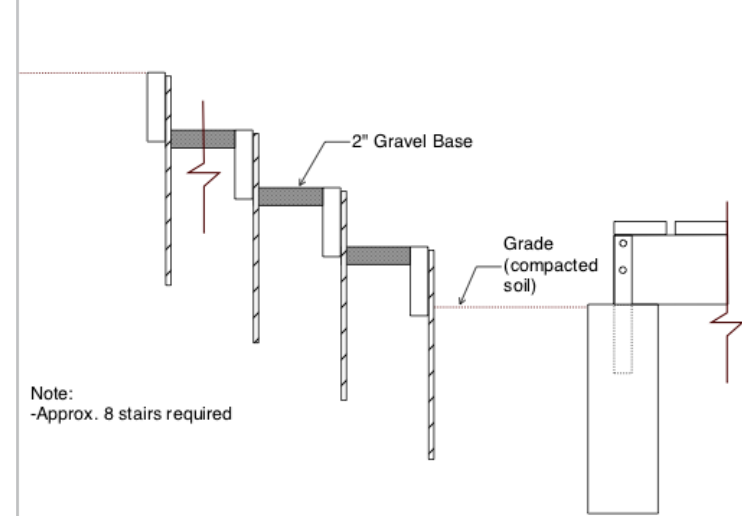 2" Gravel Base
Grade
(compacted
soil)
Note:
-Approx. 8 stairs required